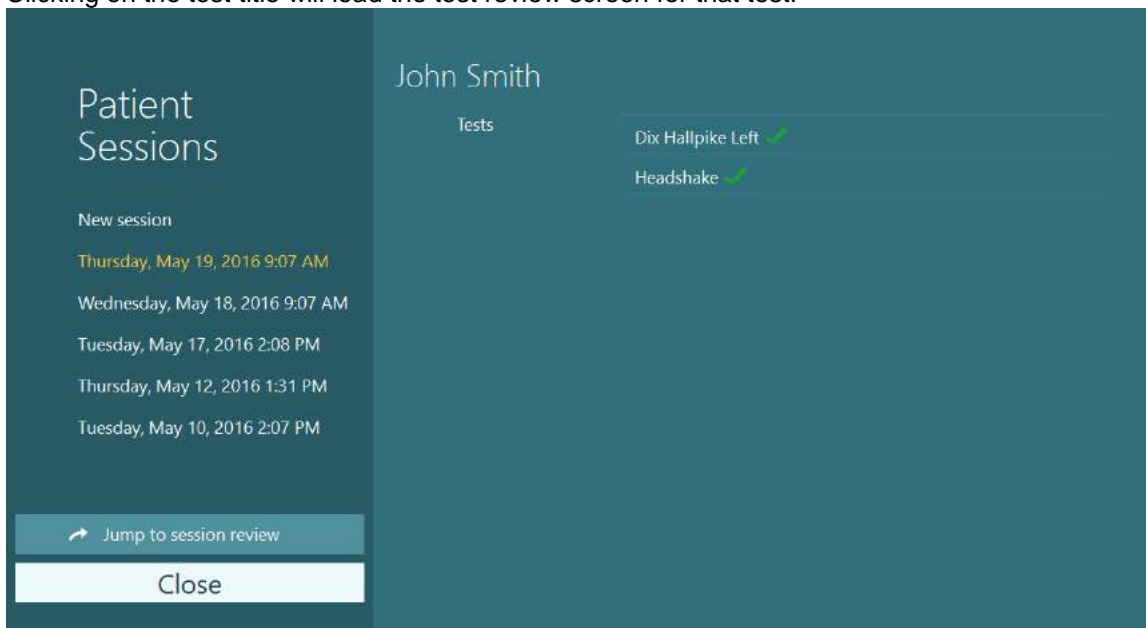 Clicking on the test title will load the test review screen for that test.
Patient
Sessions
New session
Thursday, May 19, 2016 9:07 AM
Wednesday, May 18, 2016 9:07 AM
Tuesday, May 17, 2016 2:08 PM
Thursday, May 12, 2016 1:31 PM
Tuesday, May 10, 2016 2:07 PM
Jump to session review
Close
John Smith
Tests
Dix Hallpike Left
Headshake